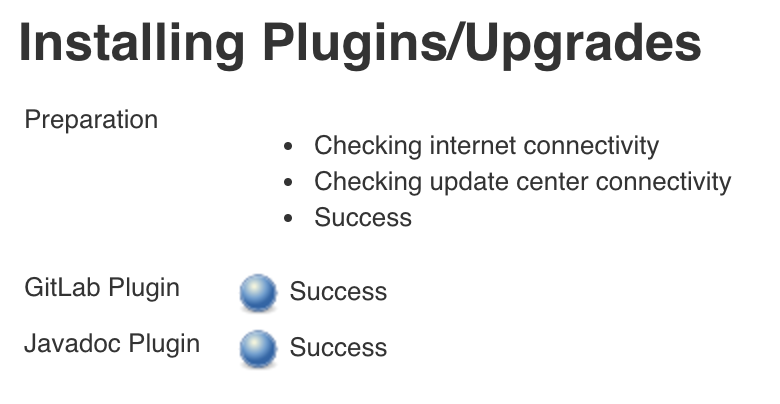 Installing Plugins/Upgrades
Preparation
Checking internet connectivity
Checking update center connectivity
Success
GitLab Plugin Success
Javadoc Plugin Success